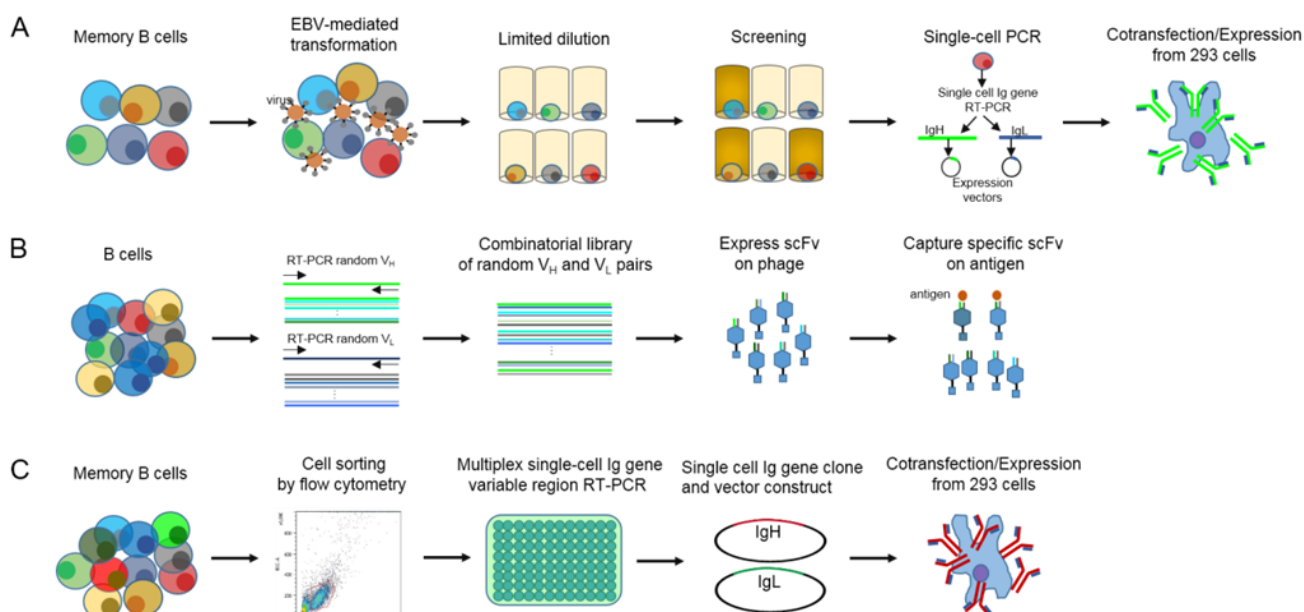 A
Memory B cells
EBV-mediated
transformation
virus
Limited dilution
Screening
Single-cell PCR
Single cell Ig gene
RT-PCR
IgH
IgL
Expression
vectors
Cotransfection/Expression
from 293 cells
B
B cells
RT-PCR random VH
RT-PCR random VL
Combinatorial library
of random VH and VL pairs
Express scFv
on phage
Capture specific scFv
on antigen
antigen
C
Memory B cells
Cell sorting
by flow cytometry
Multiplex single-cell Ig gene
variable region RT-PCR
Single cell Ig gene clone
and vector construct
IgH
IgL
Cotransfection/Expression
from 293 cells